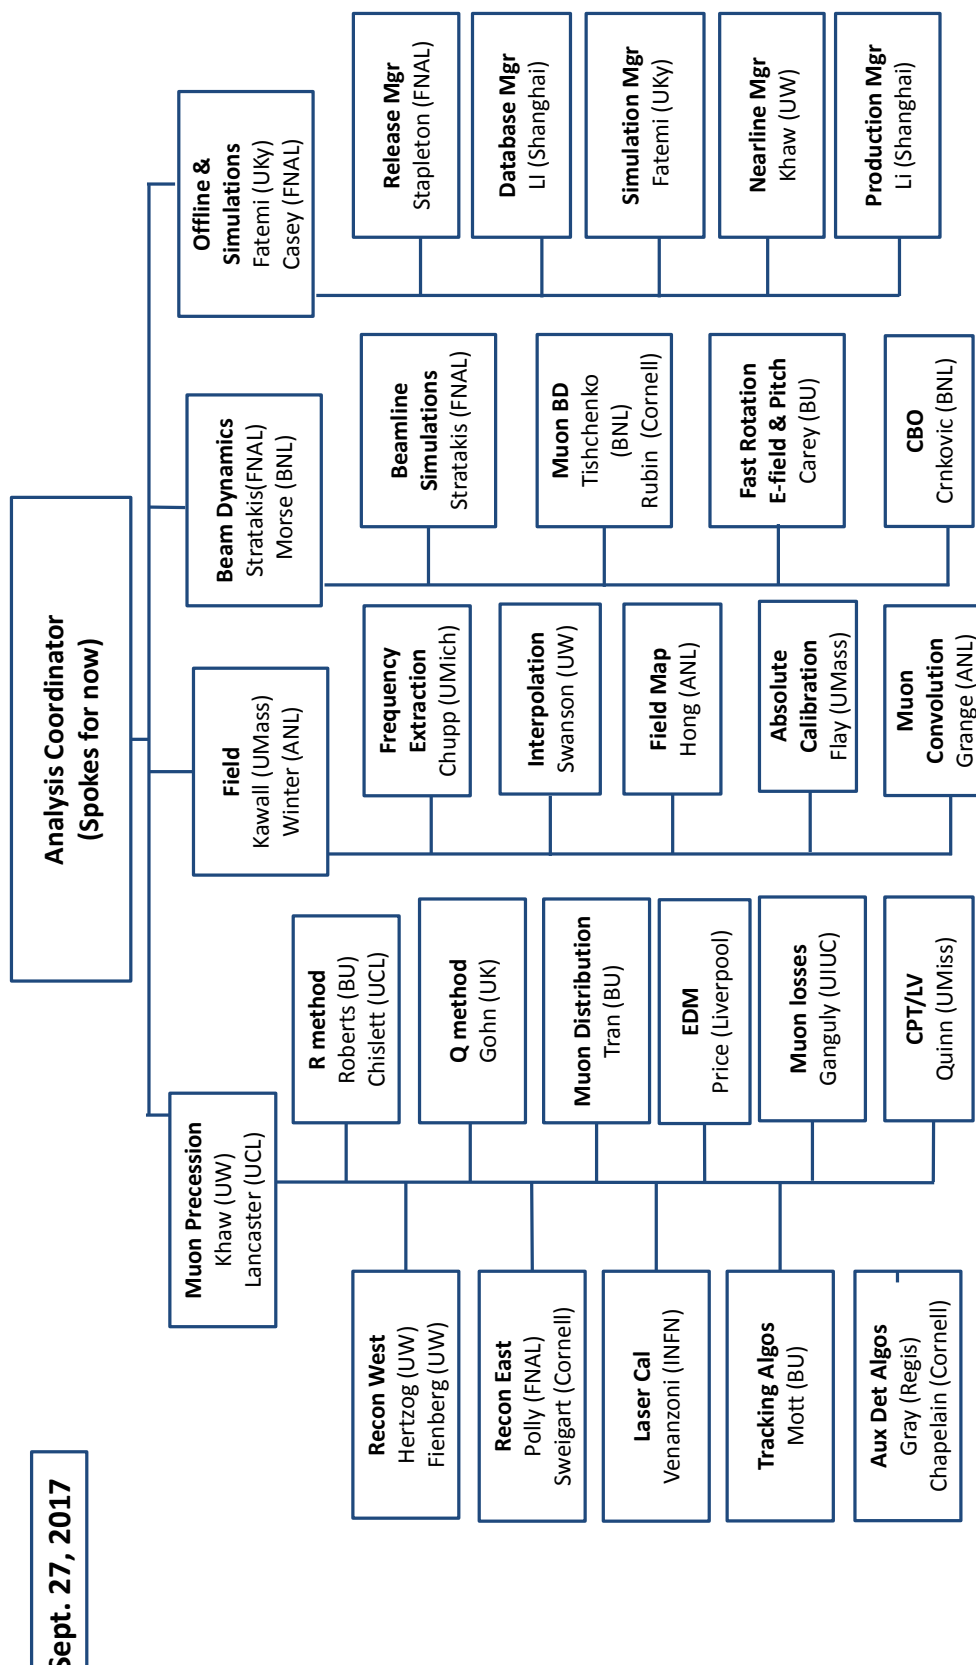 Sept. 27, 2017
Analysis Coordinator
(Spokes for now)
Muon Precession
Khaw (UW)
Lancaster (UCL)
Recon West
Hertzog (UW)
Fienberg (UW)
Recon East
Polly (FNAL)
Sweigart (Cornell)
Laser Cal
Venanzoni (INFN)
Tracking Algos
Mott (BU)
Aux Det Algos
Gray (Regis)
Chapelain (Cornell)
R method
Roberts (BU)
Chislett (UCL)
Q method
Gohn (UK)
Muon Distribution
Tran (BU)
EDM
Price (Liverpool)
Muon losses
Ganguly (UIUC)
CPT/LV
Quinn (UMiss)
Field
Kawall (UMass)
Winter (ANL)
Frequency
Extraction
Chupp (UMich)
Interpolation
Swanson (UW)
Field Map
Hong (ANL)
Absolute
Calibration
Flay (UMass)
Muon
Convolution
Grange (ANL)
Beam Dynamics
Stratakis(FNAL)
Morse (BNL)
Beamline
Simulations
Stratakis (FNAL)
Muon BD
Tishchenko
(BNL)
Rubin (Cornell)
Fast Rotation
E-field & Pitch
Carey (BU)
CBO
Crnkovic (BNL)
Offline &
Simulations
Fatemi (UKy)
Casey (FNAL)
Release Mgr
Stapleton (FNAL)
Database Mgr
LI (Shanghai)
Simulation Mgr
Fatemi (UKy)
Nearline Mgr
Khaw (UW)
Production Mgr
Li (Shanghai)